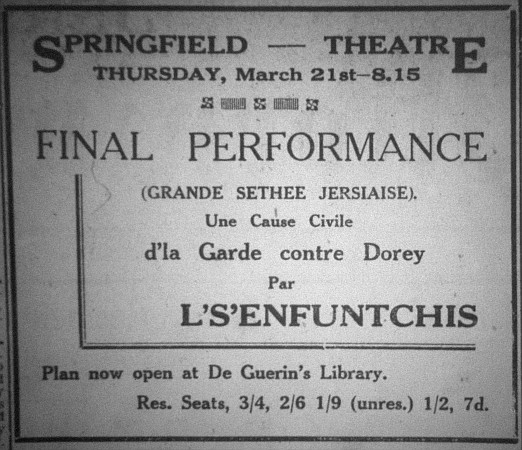 SPRINGFIELD — THEATRE
THURSDAY, March 21st—8.15
FINAL PERFORMANCE
(GRANDE SETHEE JERSIAISE).
Une Cause Civile
d'la Garde contre Dorey
Par
L'S'ENFUNTCHIS
Plan now open at De Guerin's Library.
Res. Seats, 3/4, 2/6 1/9 (unres.) 1/2, 7d.